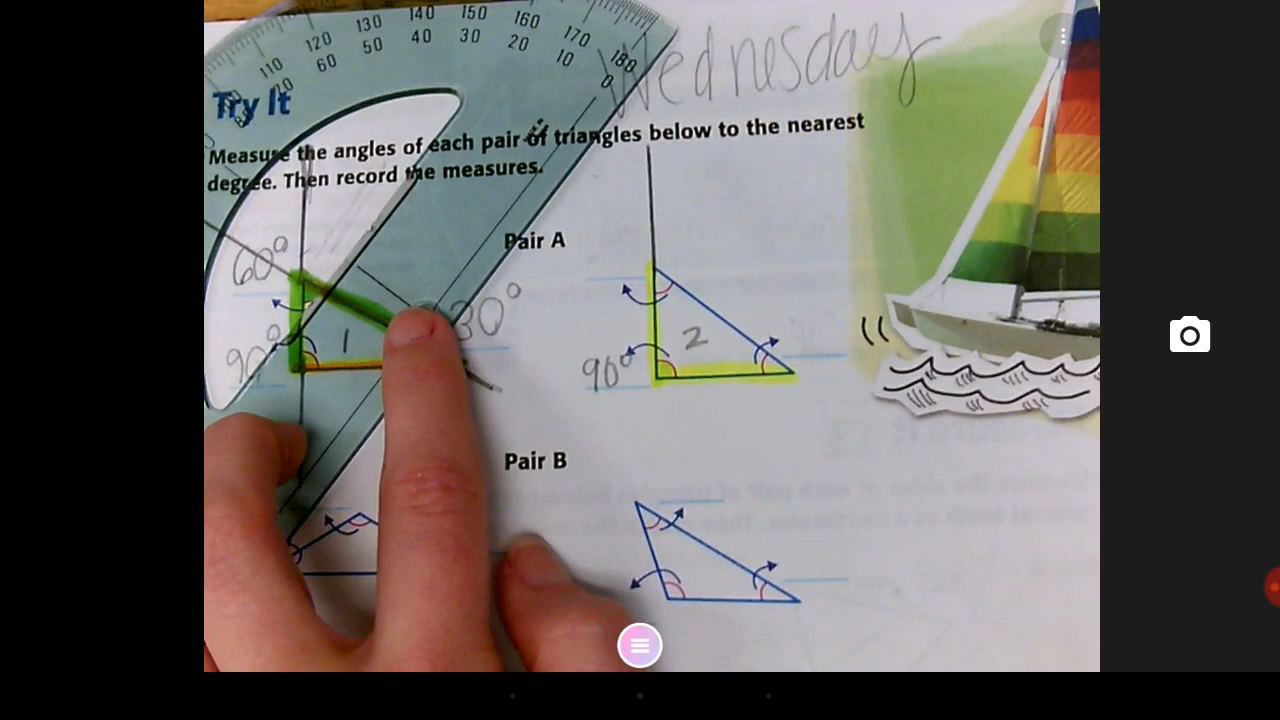 140 150 160
130 170
120 180
110
40 30 20
50 10
60 0
Wednesday
Try It
Measure the angles of each pair of triangles below to the nearest
degree. Then record the measures.
Pair A
60°
30°
90°
1
90°
2
Pair B